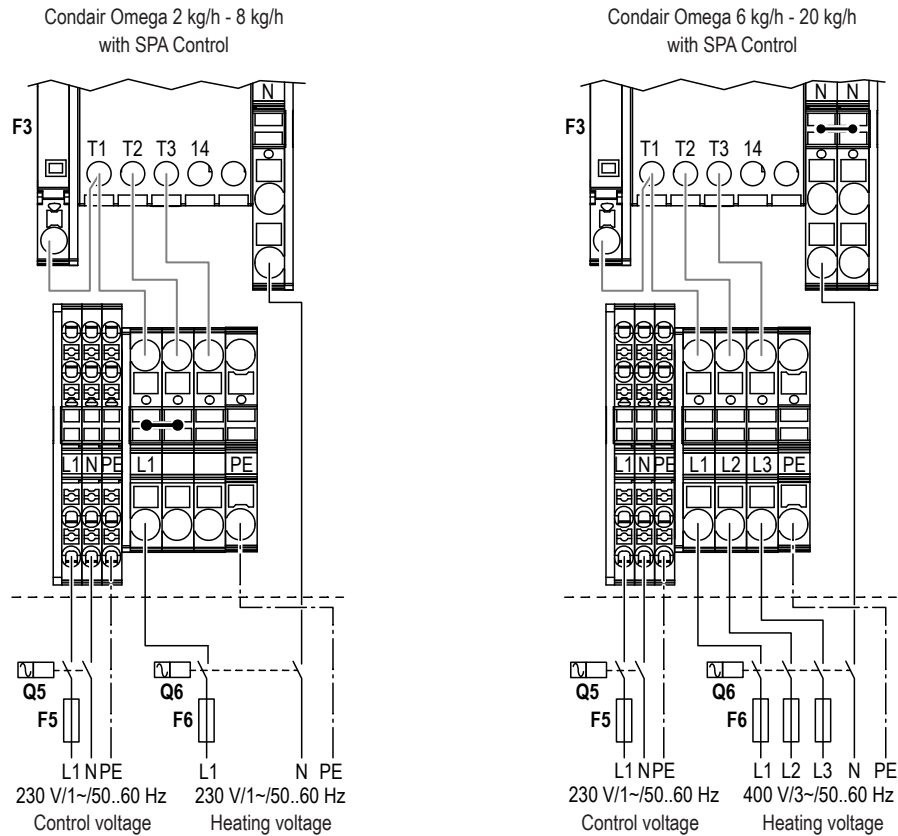 Condair Omega 2 kg/h - 8 kg/h
with SPA Control
N
F3
T1 T2 T3 14
L1 N PE L1 PE
Q5 Q6
F5 F6
L1 N PE L1 N PE
230 V/1~/50..60 Hz 230 V/1~/50..60 Hz
Control voltage Heating voltage
Condair Omega 6 kg/h - 20 kg/h
with SPA Control
N N
F3
T1 T2 T3 14
L1 N PE L1 L2 L3 PE
Q5 Q6
F5 F6
L1 N PE L1 L2 L3 N PE
230 V/1~/50..60 Hz 400 V/3~/50..60 Hz
Control voltage Heating voltage